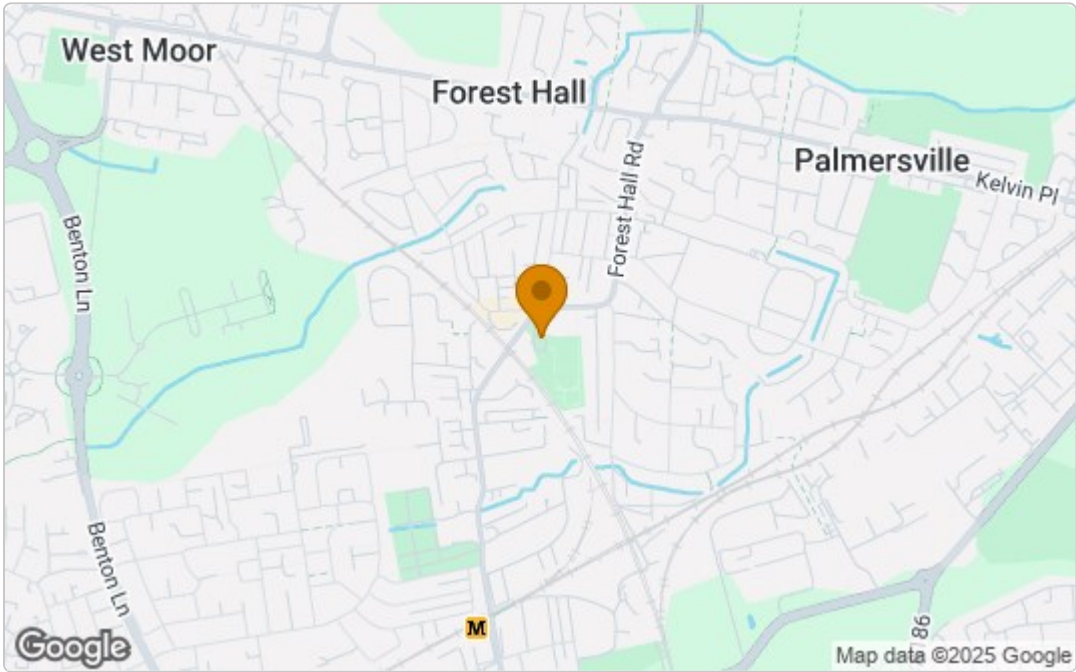 West Moor
Forest Hall
Palmersville
Kelvin Pl
Forest Hall Rd
Benton Ln
Benton Ln
M
86
Google
Map data ©2025 Google